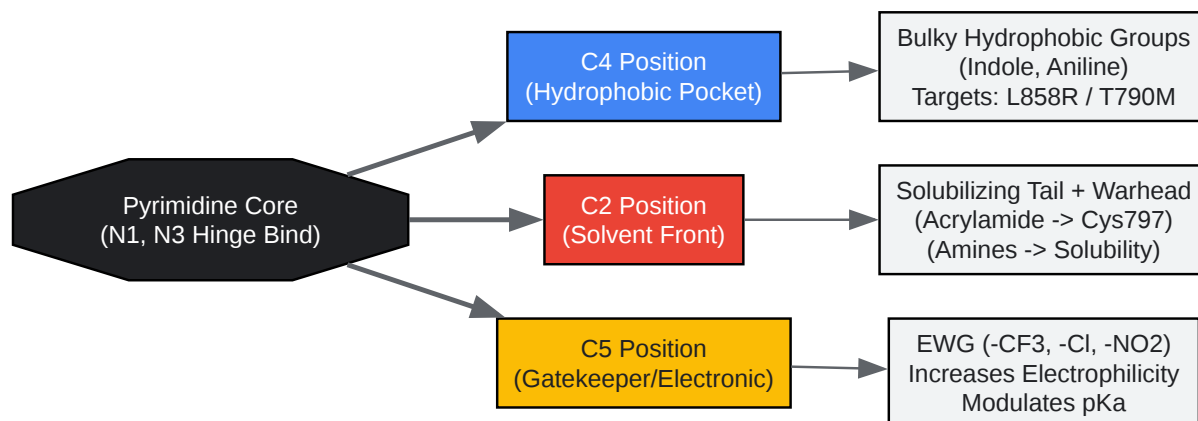 Pyrimidine Core
(N1, N3 Hinge Bind)
C4 Position
(Hydrophobic Pocket)
Bulky Hydrophobic Groups
(Indole, Aniline)
Targets: L858R / T790M
C2 Position
(Solvent Front)
Solubilizing Tail + Warhead
(Acrylamide -> Cys797)
(Amines -> Solubility)
C5 Position
(Gatekeeper/Electronic)
EWG (-CF3, -Cl, -NO2)
Increases Electrophilicity
Modulates pKa